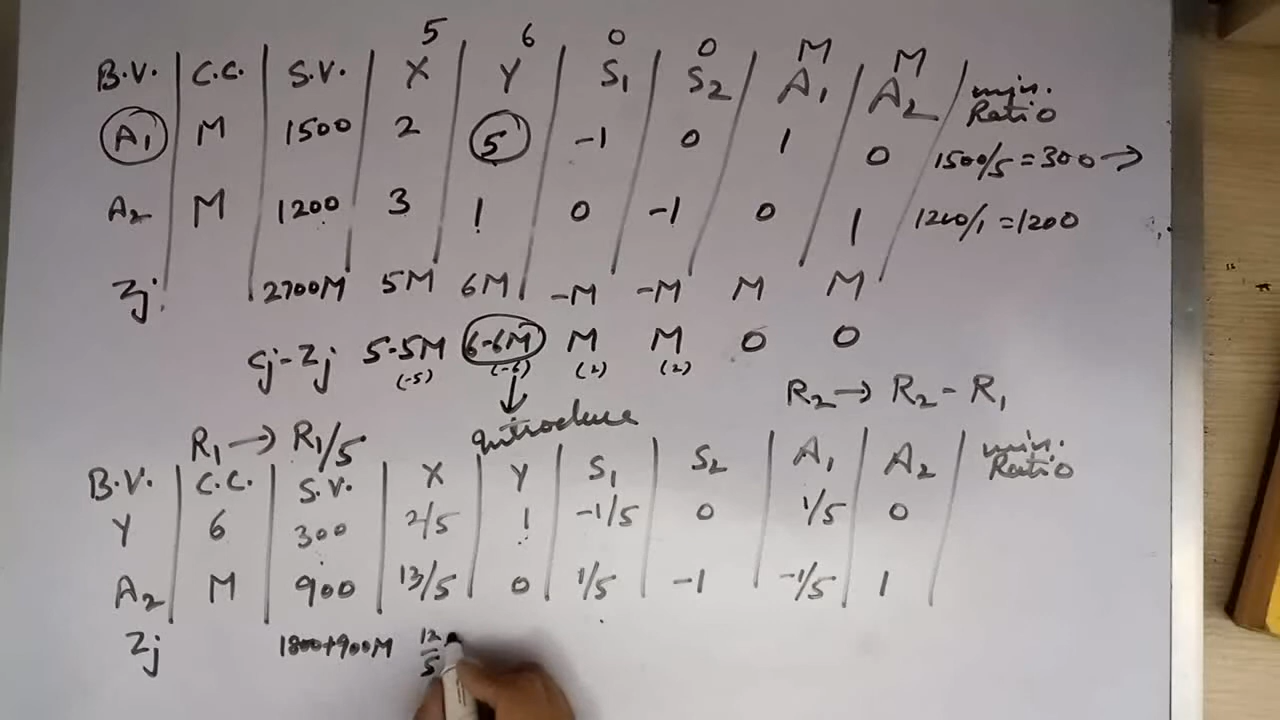 5 6 0 0 M M
B.V. C.C. S.V. X Y S1 S2 A1 A2 min. Ratio
A1 M 1500 2 5 -1 0 1 0 1500/5 = 300 →
A2 M 1200 3 1 0 -1 0 1 1200/1 = 1200
Zj 2700M 5M 6M -M -M M M
Cj-Zj 5-5M 6-6M M M 0 0
(-5) (-6) (2) (2)
R2 → R2 - R1
R1 → R1/5 introduce
B.V. C.C. S.V. X Y S1 S2 A1 A2 min. Ratio
Y 6 300 2/5 1 -1/5 0 1/5 0
A2 M 900 13/5 0 1/5 -1 -1/5 1
Zj 1800+900M 12/5